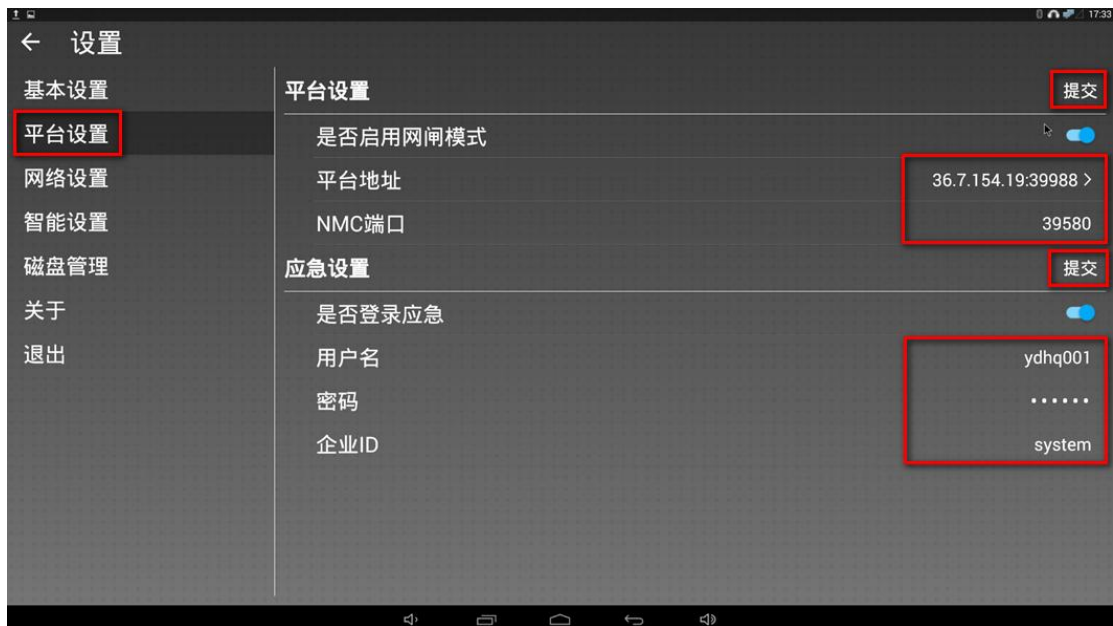 17:33
设置
基本设置
平台设置
网络设置
智能设置
磁盘管理
关于
退出
平台设置 提交
是否启用网闸模式
平台地址 36.7.154.19:39988 >
NMC端口 39580
应急设置 提交
是否登录应急
用户名 ydhq001
密码 ••••••
企业ID system